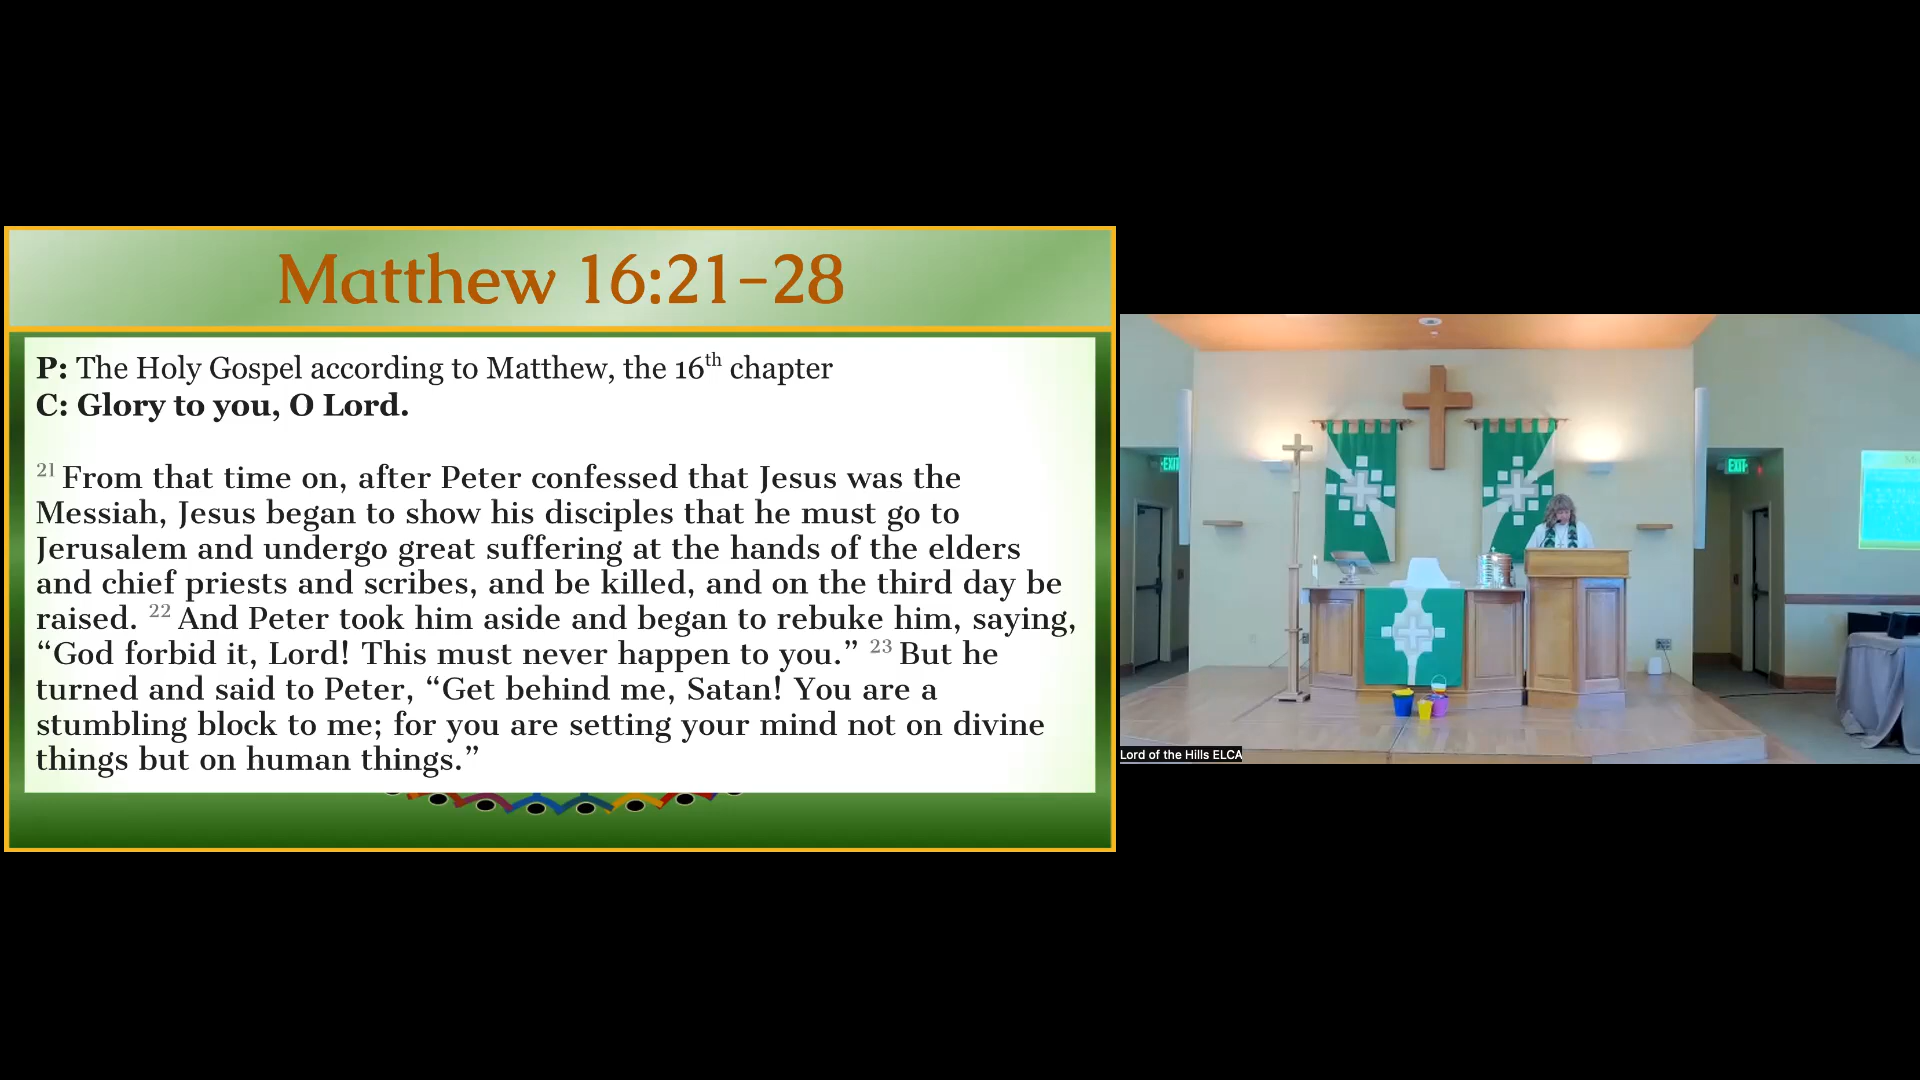 Matthew 16:21-28
P: The Holy Gospel according to Matthew, the 16th chapter
C: Glory to you, O Lord.
21 From that time on, after Peter confessed that Jesus was the
Messiah, Jesus began to show his disciples that he must go to
Jerusalem and undergo great suffering at the hands of the elders
and chief priests and scribes, and be killed, and on the third day be
raised. 22 And Peter took him aside and began to rebuke him, saying,
“God forbid it, Lord! This must never happen to you.” 23 But he
turned and said to Peter, “Get behind me, Satan! You are a
stumbling block to me; for you are setting your mind not on divine
things but on human things.”
EXIT
EXIT
Lord of the Hills ELCA